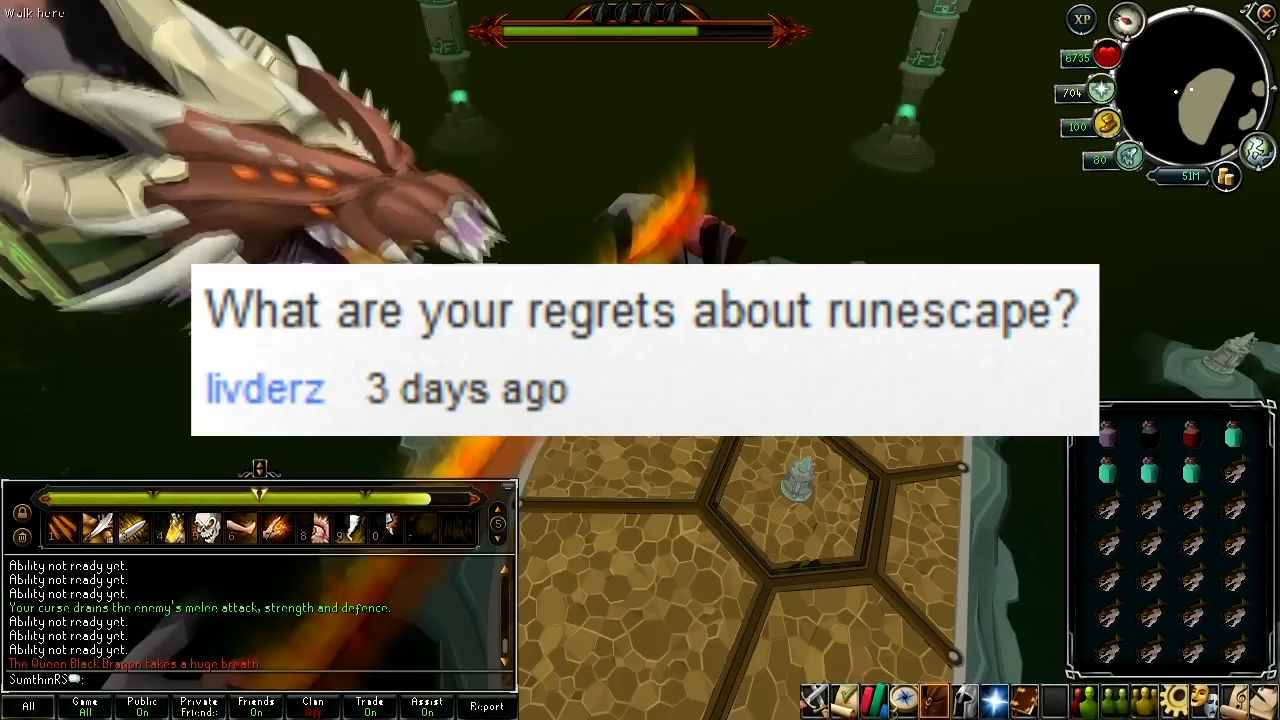 Walk here
XP
6735
704
100
80
51M
What are your regrets about runescape?
livderz 3 days ago
5
Ability not ready yet.
Ability not ready yet.
Ability not ready yet.
Your curse drains the enemy's melee attack, strength and defence.
Ability not ready yet.
Ability not ready yet.
Ability not ready yet.
The Queen Black Dragon takes a huge breath.
SumthinRS:
All
Game
All
Public
On
Private
Friends
On
Clan
Off
Trade
On
Assist
On
Report